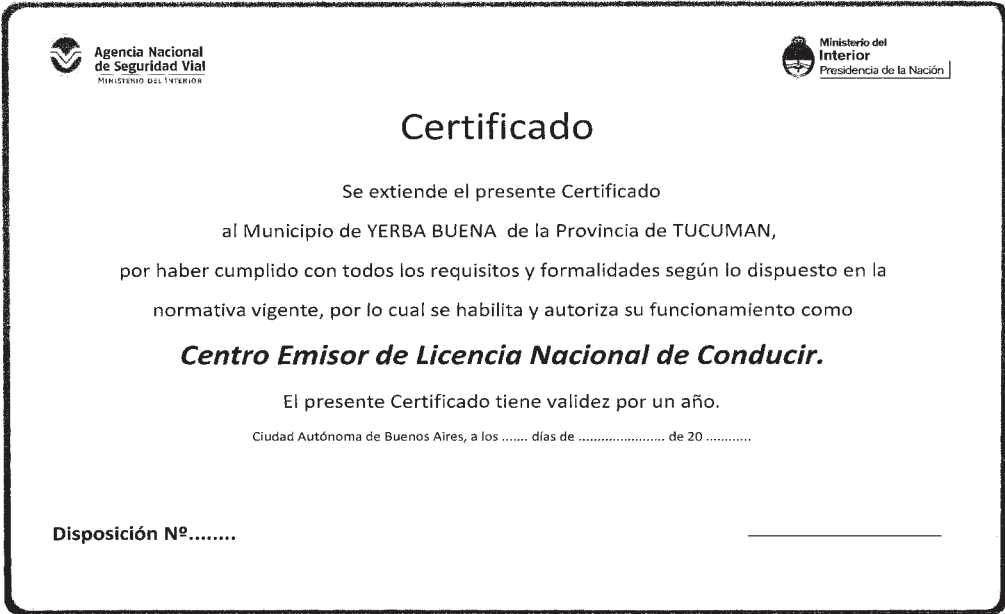 Agencia Nacional
de Seguridad Vial
MINISTERIO DEL INTERIOR
Ministerio del
Interior
Presidencia de la Nación
Certificado
Se extiende el presente Certificado
al Municipio de YERBA BUENA de la Provincia de TUCUMAN,
por haber cumplido con todos los requisitos y formalidades según lo dispuesto en la
normativa vigente, por lo cual se habilita y autoriza su funcionamiento como
Centro Emisor de Licencia Nacional de Conducir.
El presente Certificado tiene validez por un año.
Ciudad Autónoma de Buenos Aires, a los ....... días de ....................... de 20 ............
Disposición Nº........